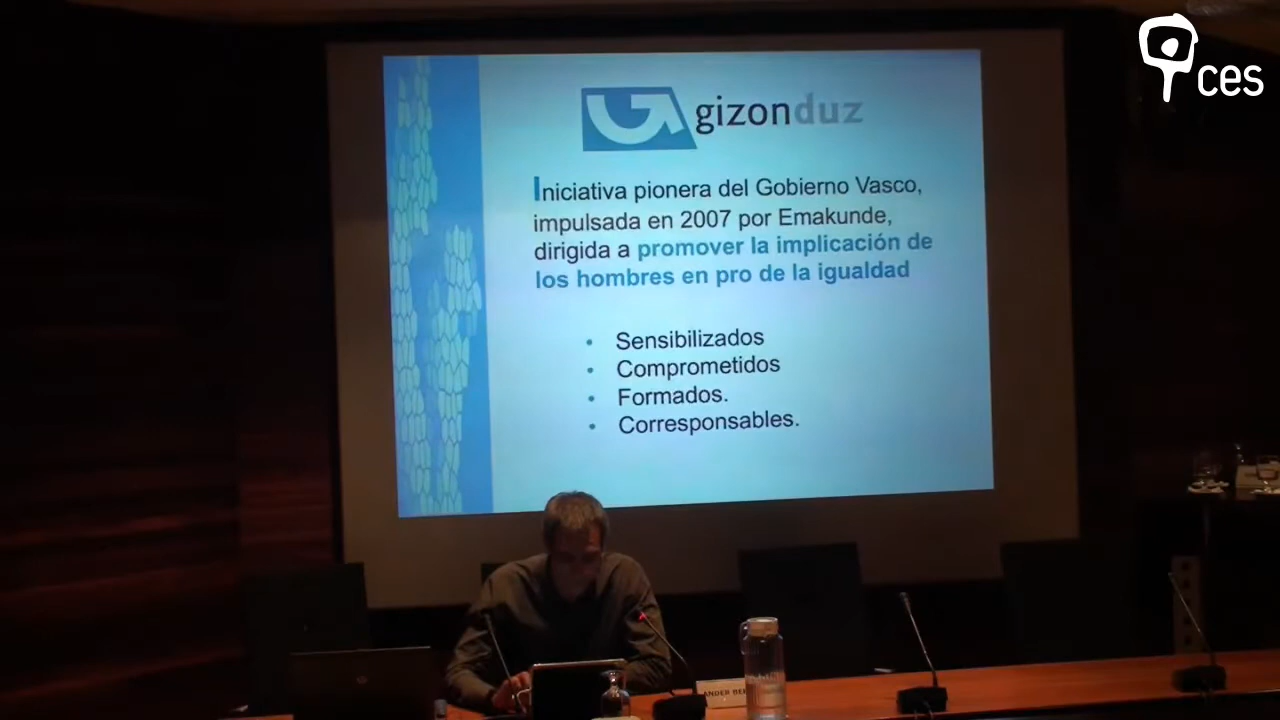 ces
gizonduz
Iniciativa pionera del Gobierno Vasco,
impulsada en 2007 por Emakunde,
dirigida a promover la implicación de
los hombres en pro de la igualdad
• Sensibilizados
• Comprometidos
• Formados.
• Corresponsables.
ANDER